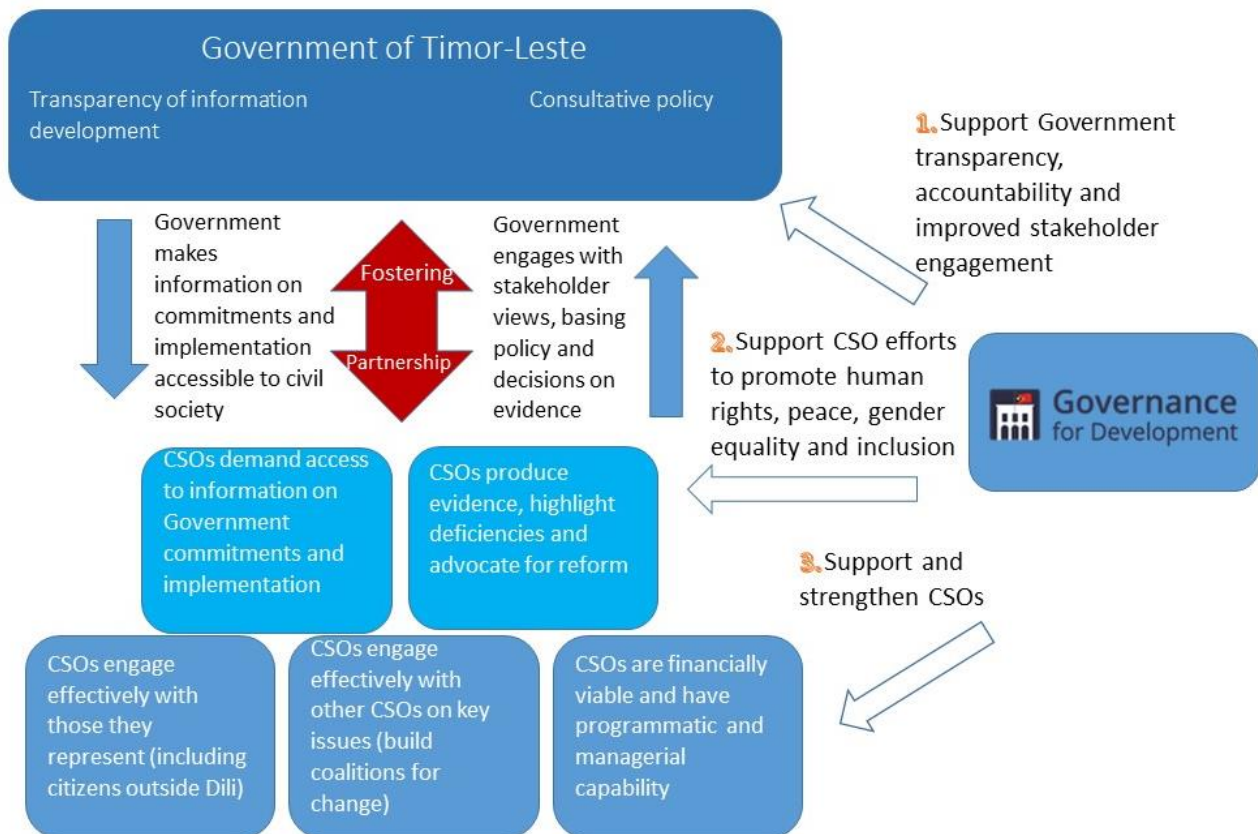 Government of Timor-Leste
Transparency of information
development
Consultative policy
1. Support Government
transparency,
accountability and
improved stakeholder
engagement
Government
makes
information on
commitments and
implementation
accessible to civil
society
Fostering
Partnership
Government
engages with
stakeholder
views, basing
policy and
decisions on
evidence
2. Support CSO efforts
to promote human
rights, peace, gender
equality and inclusion
Governance
for Development
CSOs demand access
to information on
Government
commitments and
implementation
CSOs produce
evidence, highlight
deficiencies and
advocate for reform
3. Support and
strengthen CSOs
CSOs engage
effectively with
those they
represent (including
citizens outside Dili)
CSOs engage
effectively with
other CSOs on key
issues (build
coalitions for
change)
CSOs are financially
viable and have
programmatic and
managerial
capability